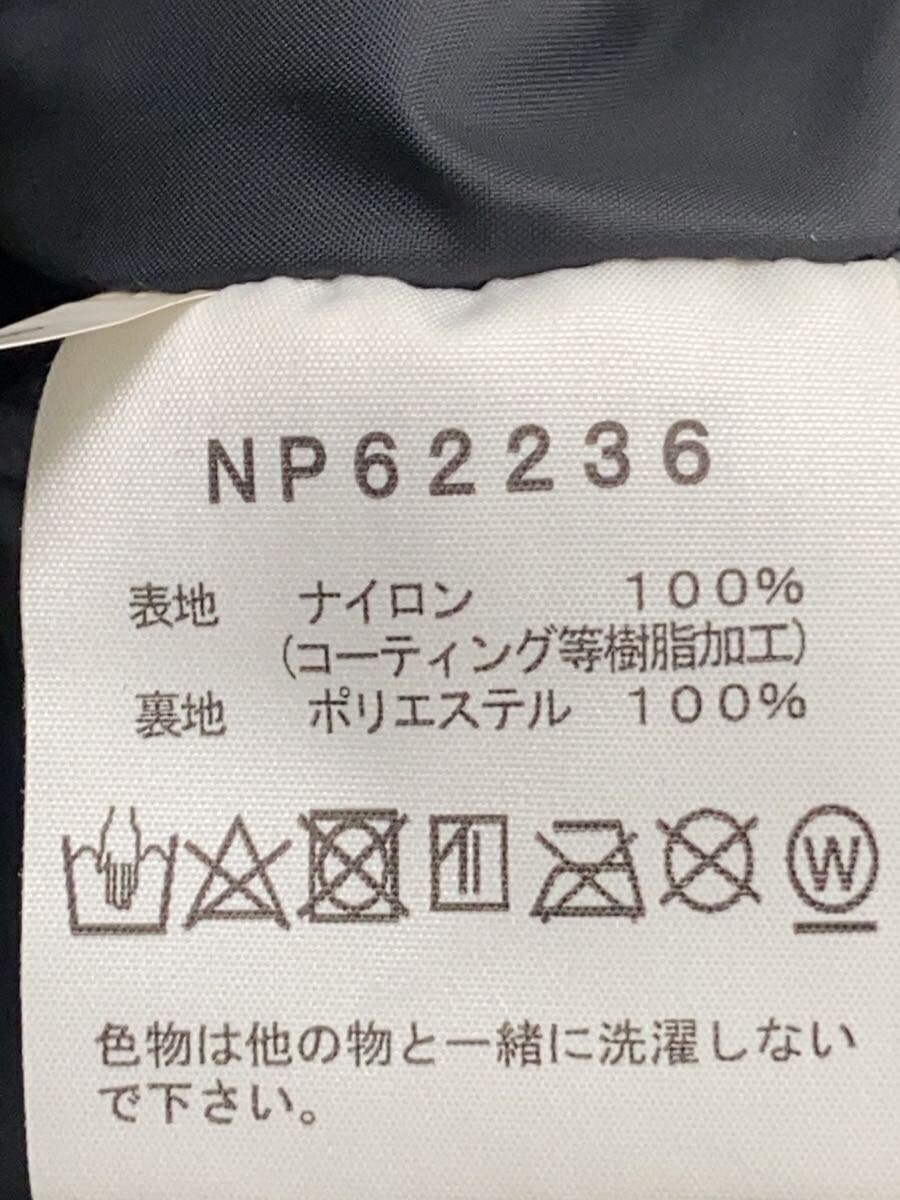 NP62236
表地 ナイロン 100%
(コーティング等樹脂加工)
裏地 ポリエステル 100%
W
色物は他の物と一緒に洗濯しない
で下さい。